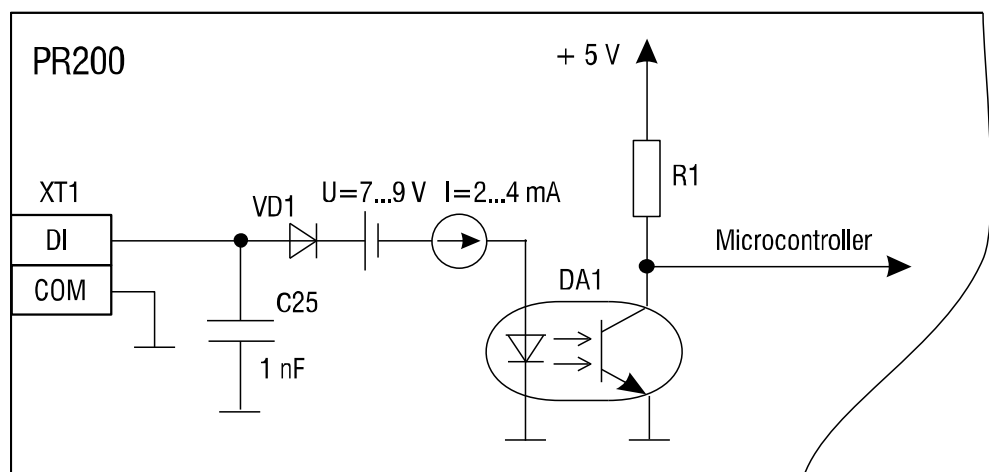 PR200
+ 5 V
R1
XT1
VD1
U=7...9 V I=2...4 mA
DI
Microcontroller
COM
C25
DA1
1 nF